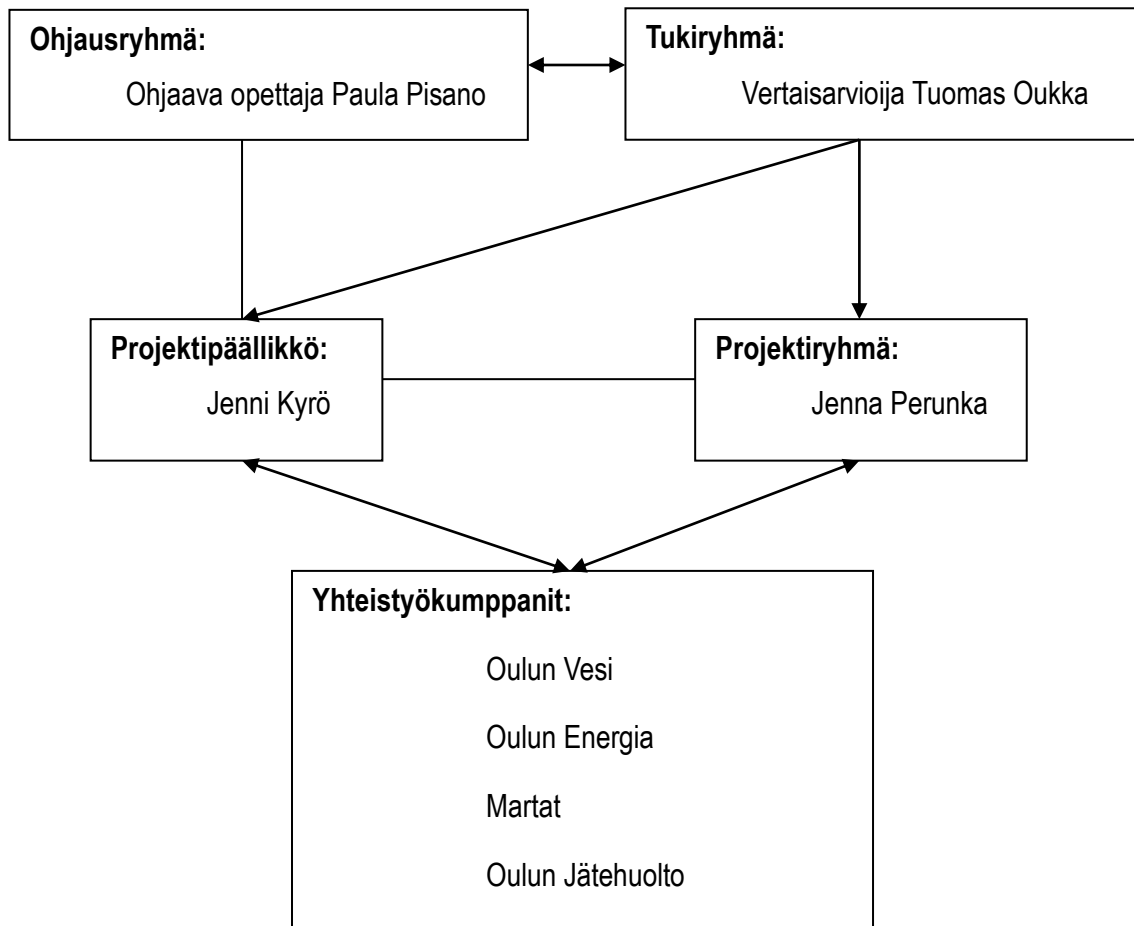 Ohjausryhmä:
Ohjaava opettaja Paula Pisano
Tukiryhmä:
Vertaisarvioija Tuomas Oukka
Projektipäällikkö:
Jenni Kyrö
Projektiryhmä:
Jenna Perunka
Yhteistyökumppanit:
Oulun Vesi
Oulun Energia
Martat
Oulun Jätehuolto